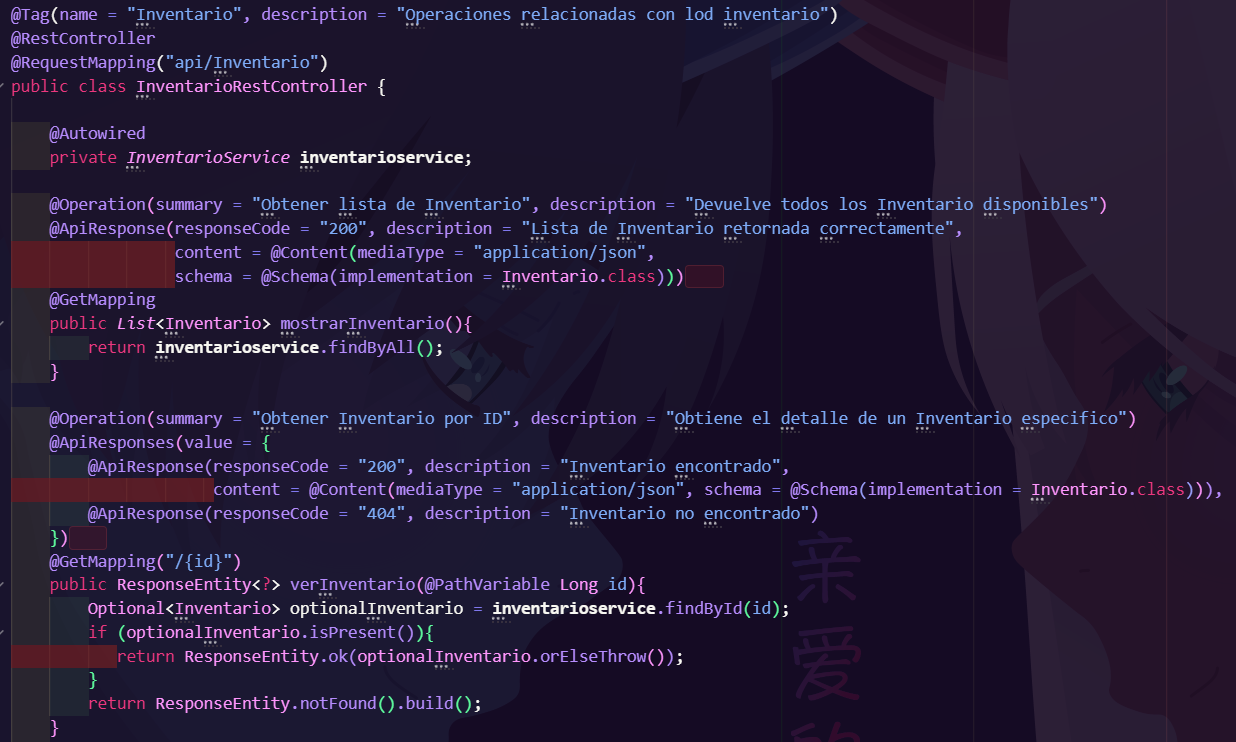 @Tag(name = "Inventario", description = "Operaciones relacionadas con lod inventario")
@RestController
@RequestMapping("api/Inventario")
public class InventarioRestController {
@Autowired
private InventarioService inventarioservice;
@Operation(summary = "Obtener lista de Inventario", description = "Devuelve todos los Inventario disponibles")
@ApiResponse(responseCode = "200", description = "Lista de Inventario retornada correctamente",
content = @Content(mediaType = "application/json",
schema = @Schema(implementation = Inventario.class)))
@GetMapping
public List<Inventario> mostrarInventario(){
return inventarioservice.findByAll();
}
@Operation(summary = "Obtener Inventario por ID", description = "Obtiene el detalle de un Inventario especifico")
@ApiResponses(value = {
@ApiResponse(responseCode = "200", description = "Inventario encontrado",
content = @Content(mediaType = "application/json", schema = @Schema(implementation = Inventario.class))),
@ApiResponse(responseCode = "404", description = "Inventario no encontrado")
})
@GetMapping("/{id}")
public ResponseEntity<?> verInventario(@PathVariable Long id){
Optional<Inventario> optionalInventario = inventarioservice.findById(id);
if (optionalInventario.isPresent()){
return ResponseEntity.ok(optionalInventario.orElseThrow());
}
return ResponseEntity.notFound().build();
}
亲爱